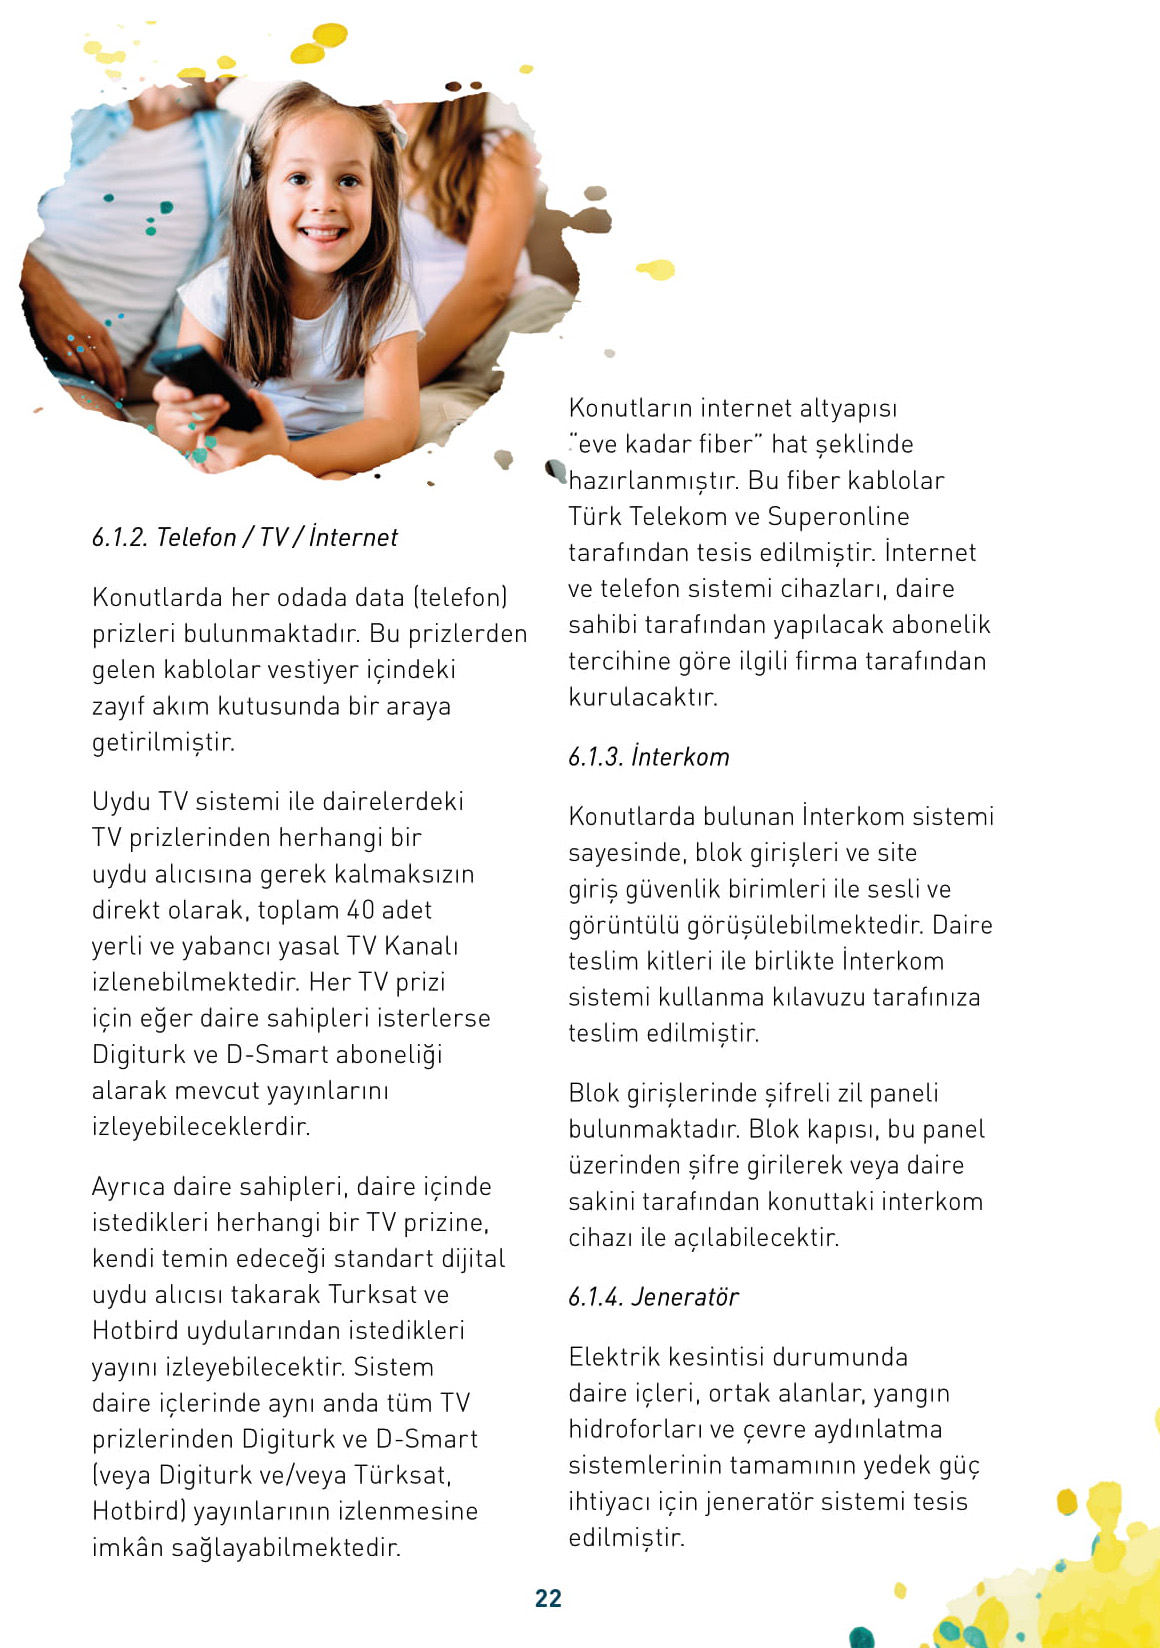 6.1.2. Telefon / TV / İnternet
Konutlarda her odada data (telefon)
prizleri bulunmaktadır. Bu prizlerden
gelen kablolar vestiyer içindeki
zayıf akım kutusunda bir araya
getirilmiştir.
Uydu TV sistemi ile dairelerdeki
TV prizlerinden herhangi bir
uydu alıcısına gerek kalmaksızın
direkt olarak, toplam 40 adet
yerli ve yabancı yasal TV Kanalı
izlenebilmektedir. Her TV prizi
için eğer daire sahipleri isterlerse
Digiturk ve D-Smart aboneliği
alarak mevcut yayınlarını
izleyebileceklerdir.
Ayrıca daire sahipleri, daire içinde
istedikleri herhangi bir TV prizine,
kendi temin edeceği standart dijital
uydu alıcısı takarak Turksat ve
Hotbird uydularından istedikleri
yayını izleyebilecektir. Sistem
daire içlerinde aynı anda tüm TV
prizlerinden Digiturk ve D-Smart
(veya Digiturk ve/veya Türksat,
Hotbird) yayınlarının izlenmesine
imkân sağlayabilmektedir.
Konutların internet altyapısı
“eve kadar fiber” hat şeklinde
hazırlanmıştır. Bu fiber kablolar
Türk Telekom ve Superonline
tarafından tesis edilmiştir. İnternet
ve telefon sistemi cihazları, daire
sahibi tarafından yapılacak abonelik
tercihine göre ilgili firma tarafından
kurulacaktır.
6.1.3. İnterkom
Konutlarda bulunan İnterkom sistemi
sayesinde, blok girişleri ve site
giriş güvenlik birimleri ile sesli ve
görüntülü görüşülebilmektedir. Daire
teslim kitleri ile birlikte İnterkom
sistemi kullanma kılavuzu tarafınıza
teslim edilmiştir.
Blok girişlerinde şifreli zil paneli
bulunmaktadır. Blok kapısı, bu panel
üzerinden şifre girilerek veya daire
sakini tarafından konuttaki interkom
cihazı ile açılabilecektir.
6.1.4. Jeneratör
Elektrik kesintisi durumunda
daire içleri, ortak alanlar, yangın
hidroforları ve çevre aydınlatma
sistemlerinin tamamının yedek güç
ihtiyacı için jeneratör sistemi tesis
edilmiştir.
22